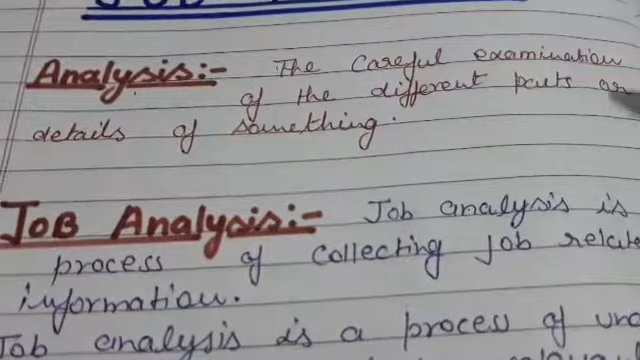 Analysis:- The careful examination
of the different parts or
details of something.
Job Analysis:- Job analysis is
process of collecting job relate
information.
Job analysis is a process of